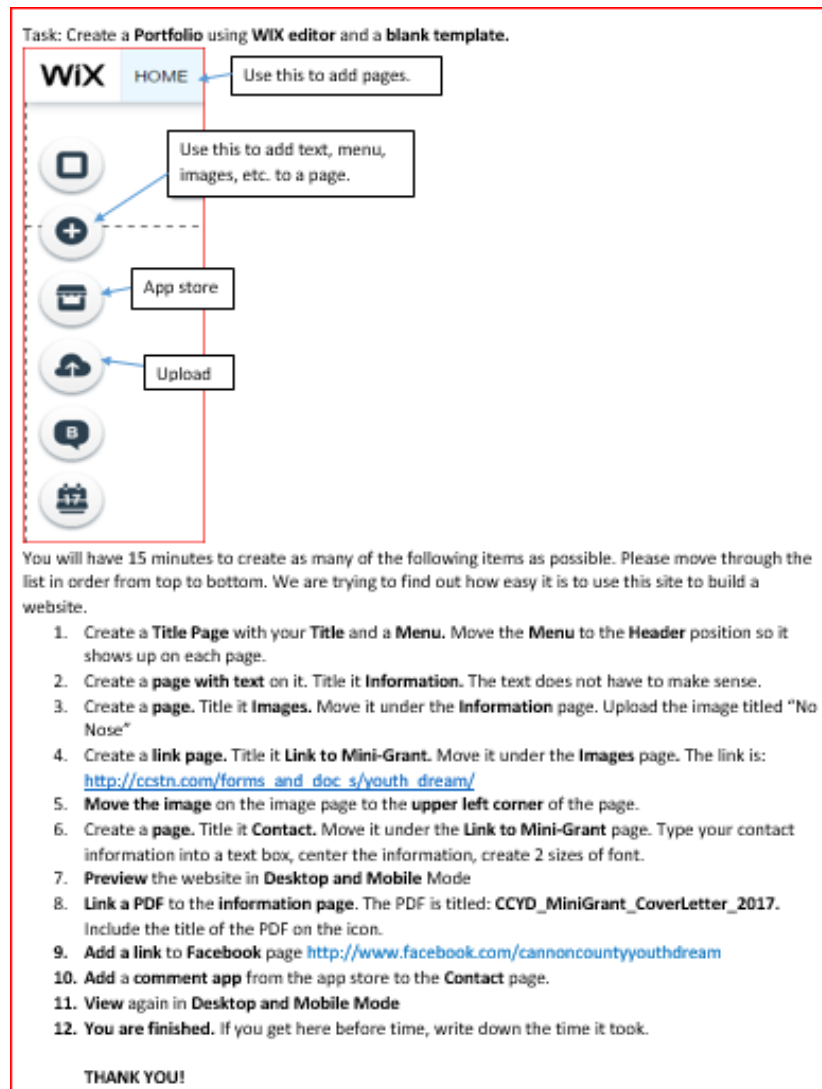 Task: Create a Portfolio using WIX editor and a blank template.
WiX HOME
Use this to add pages.
Use this to add text, menu,
images, etc. to a page.
App store
Upload
B
17
You will have 15 minutes to create as many of the following items as possible. Please move through the
list in order from top to bottom. We are trying to find out how easy it is to use this site to build a
website.
1. Create a Title Page with your Title and a Menu. Move the Menu to the Header position so it
shows up on each page.
2. Create a page with text on it. Title it Information. The text does not have to make sense.
3. Create a page. Title it Images. Move it under the Information page. Upload the image titled “No
Nose”
4. Create a link page. Title it Link to Mini-Grant. Move it under the Images page. The link is:
http://ccstn.com/forms_and_doc_s/youth_dream/
5. Move the image on the image page to the upper left corner of the page.
6. Create a page. Title it Contact. Move it under the Link to Mini-Grant page. Type your contact
information into a text box, center the information, create 2 sizes of font.
7. Preview the website in Desktop and Mobile Mode
8. Link a PDF to the information page. The PDF is titled: CCYD_MiniGrant_CoverLetter_2017.
Include the title of the PDF on the icon.
9. Add a link to Facebook page http://www.facebook.com/cannoncountyyouthdream
10. Add a comment app from the app store to the Contact page.
11. View again in Desktop and Mobile Mode
12. You are finished. If you get here before time, write down the time it took.
THANK YOU!